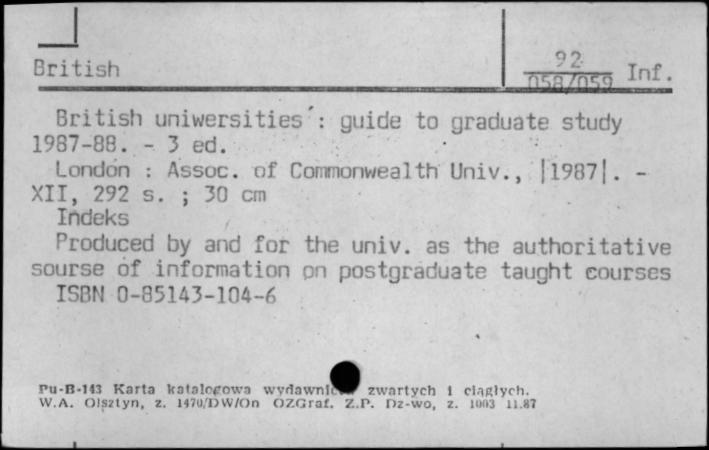 British
92
058/059 Inf.
British uniwersities´: guide to graduate study
1987-88. - 3 ed.
London : Assoc. of Commonwealth Univ., |1987|. -
XII, 292 s. ; 30 cm
Indeks
Produced by and for the univ. as the authoritative
sourse of information on postgraduate taught courses
ISBN 0-85143-104-6
Pu-B-143 Karta katalogowa zwartych i ciągłych.
W.A. Olsztyn, z. 1470/DW/On OZGraf. Z.P. Dz-wo, z. 1003 11.87